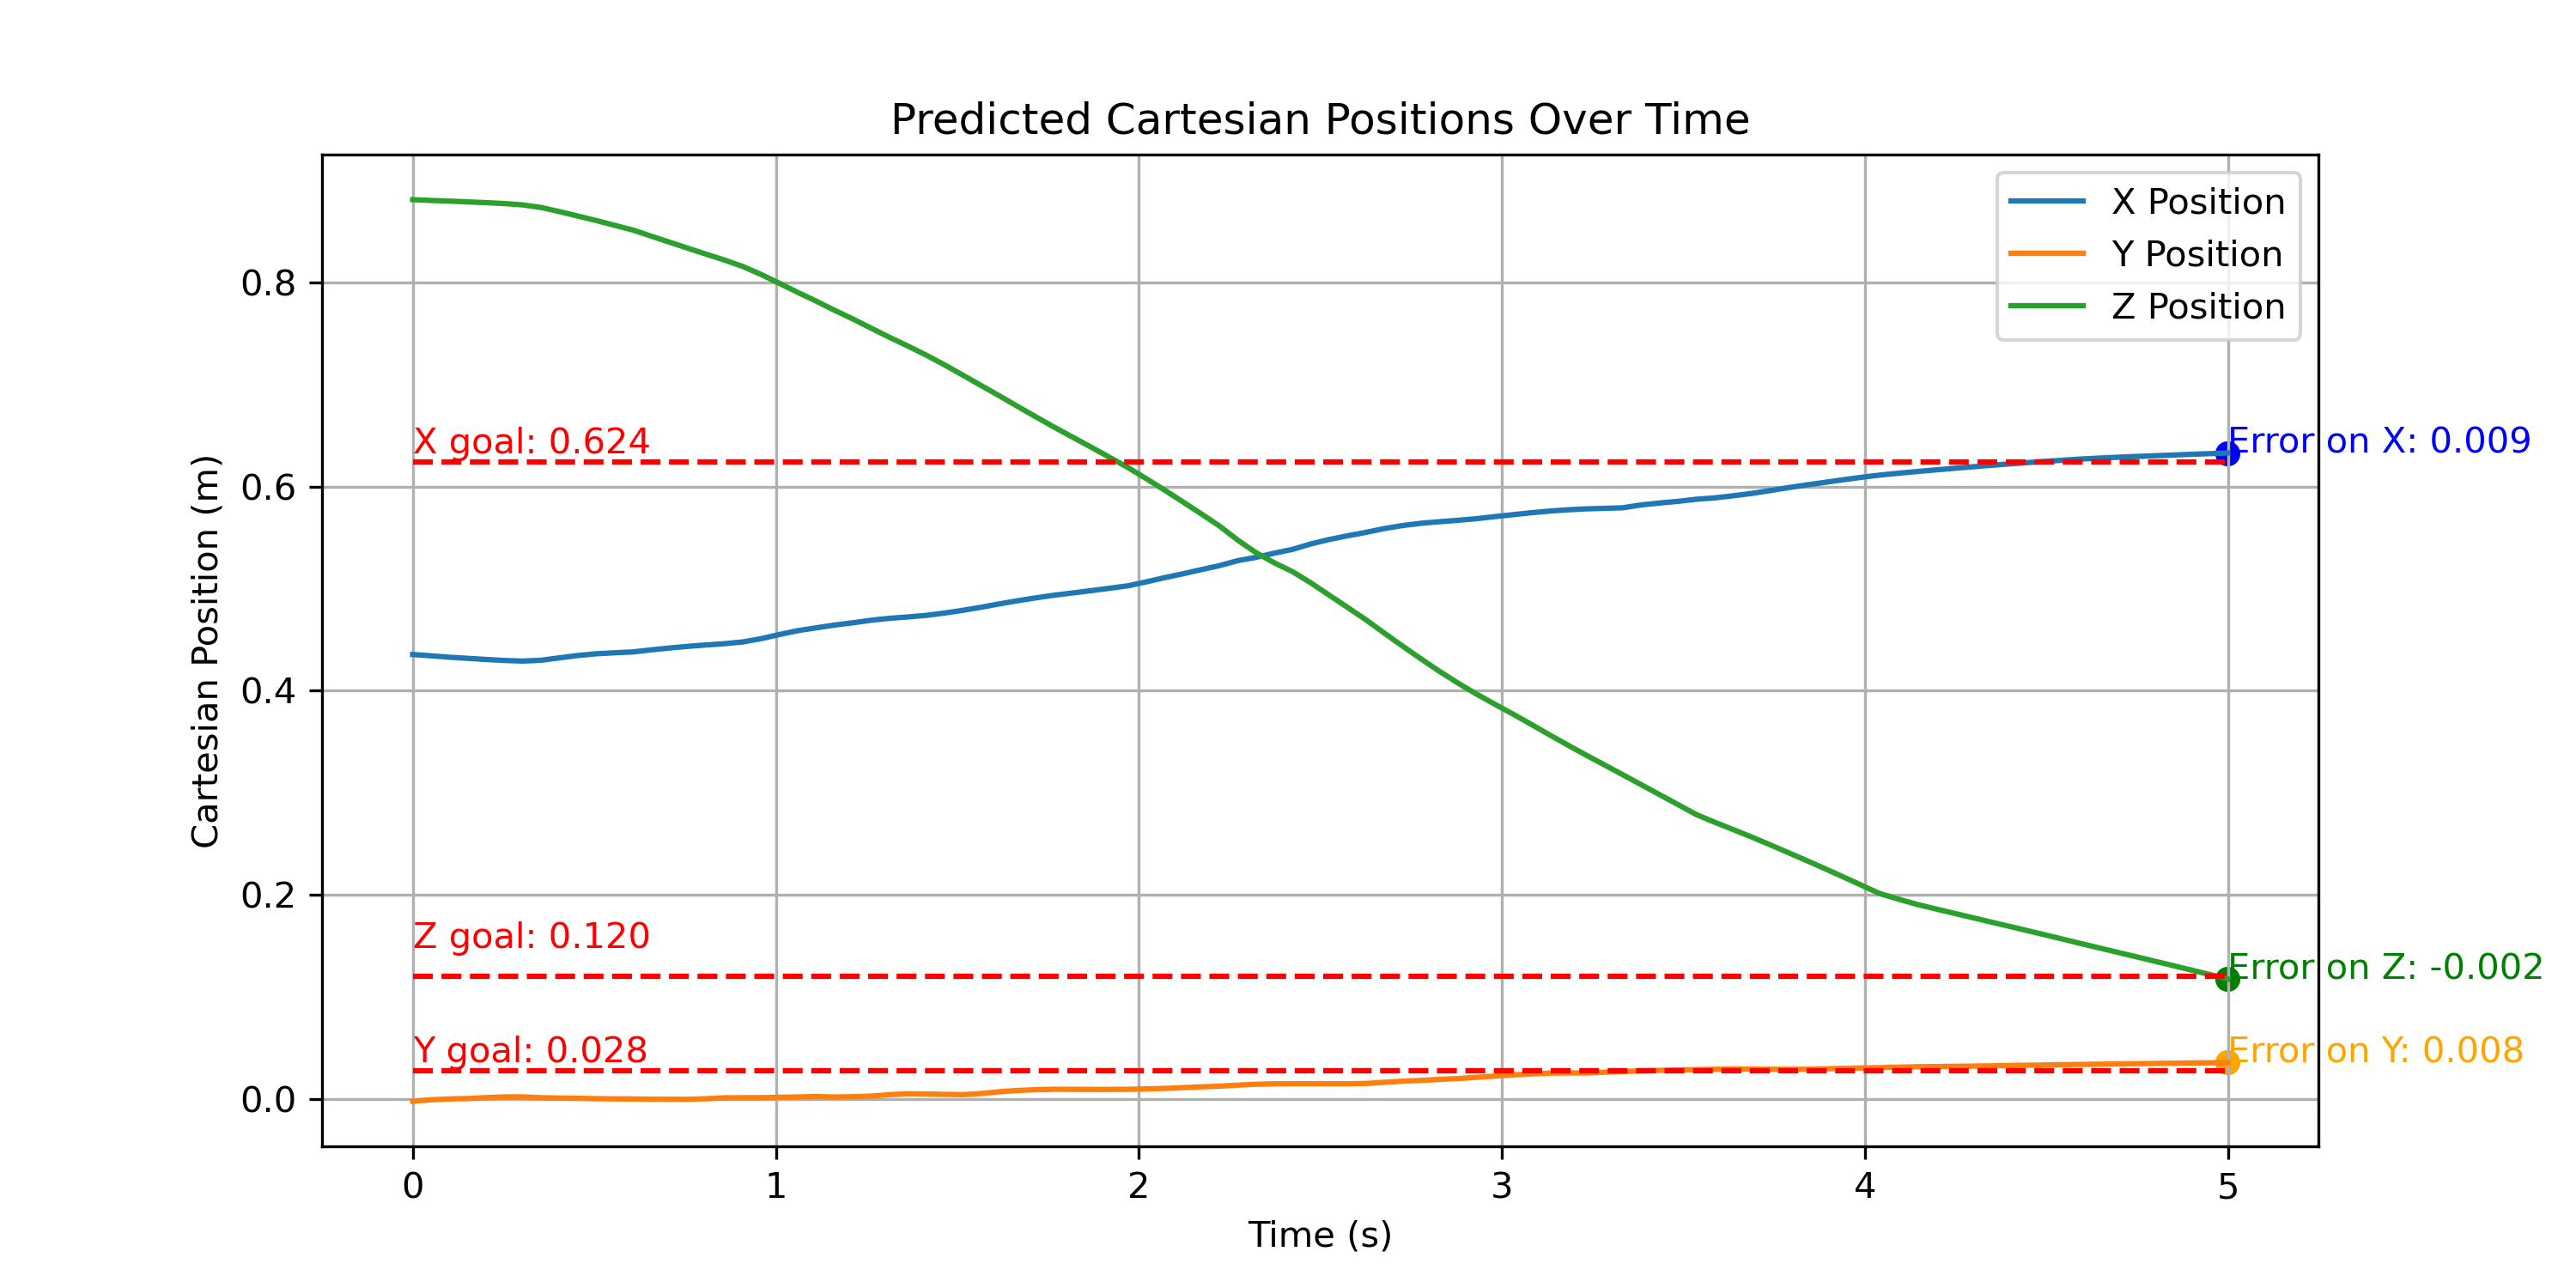 Predicted Cartesian Positions Over Time
X Position
Y Position
Z Position
Cartesian Position (m)
0.8
0.6
0.4
0.2
0.0
X goal: 0.624
Error on X: 0.009
Z goal: 0.120
Error on Z: -0.002
Y goal: 0.028
Error on Y: 0.008
0 1 2 3 4 5
Time (s)